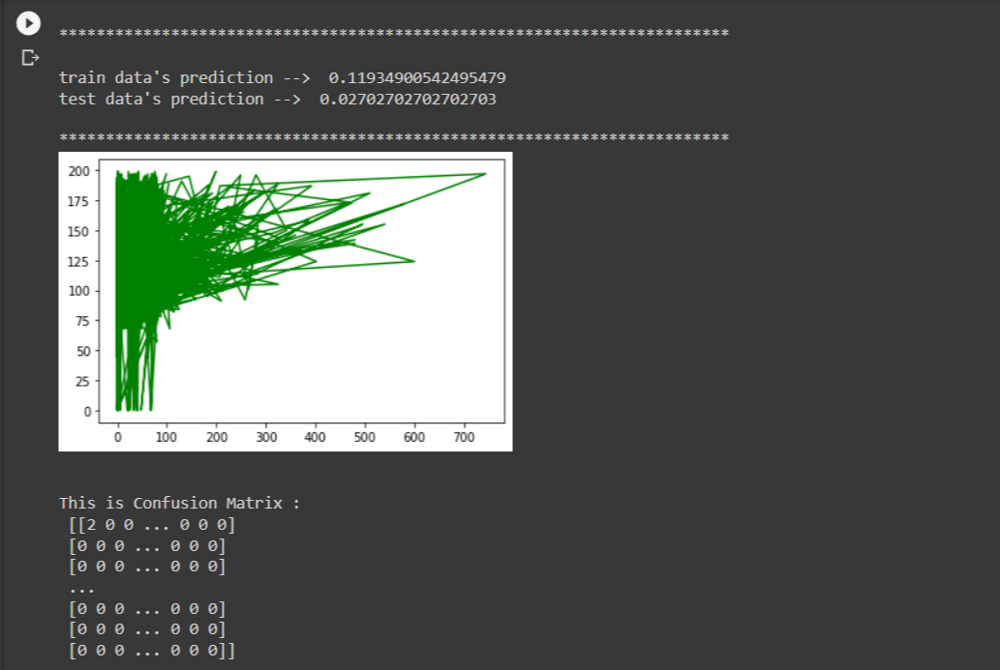 **********************************************************************
train data's prediction -->  0.11934900542495479
test data's prediction -->  0.02702702702702703
**********************************************************************
200
175
150
125
100
75
50
25
0
0 100 200 300 400 500 600 700
This is Confusion Matrix :
[[2 0 0 ... 0 0 0]
[0 0 0 ... 0 0 0]
[0 0 0 ... 0 0 0]
...
[0 0 0 ... 0 0 0]
[0 0 0 ... 0 0 0]
[0 0 0 ... 0 0 0]]